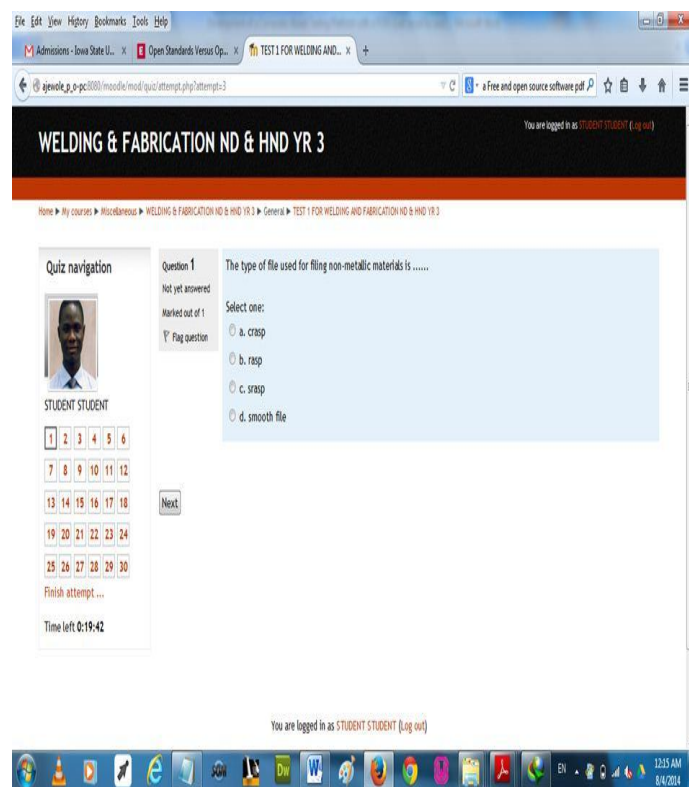 File Edit View History Bookmarks Tools Help
Admissions - Iowa State U... × Open Standards Versus Op... × TEST 1 FOR WELDING AND... × +
ajewole_p_o-pc:8080/moodle/mod/quiz/attempt.php?attempt=3
a Free and open source software pdf
You are logged in as STUDENT STUDENT (Log out)
WELDING & FABRICATION ND & HND YR 3
Home ► My courses ► Miscellaneous ► WELDING & FABRICATION ND & HND YR 3 ► General ► TEST 1 FOR WELDING AND FABRICATION ND & HND YR 3
Quiz navigation
STUDENT STUDENT
1 2 3 4 5 6
7 8 9 10 11 12
13 14 15 16 17 18
19 20 21 22 23 24
25 26 27 28 29 30
Finish attempt ...
Time left 0:19:42
Question 1
Not yet answered
Marked out of 1
Flag question
The type of file used for filing non-metallic materials is ......
Select one:
a. crasp
b. rasp
c. srasp
d. smooth file
Next
You are logged in as STUDENT STUDENT (Log out)
Dw
W
EN
12:15 AM
8/4/2014